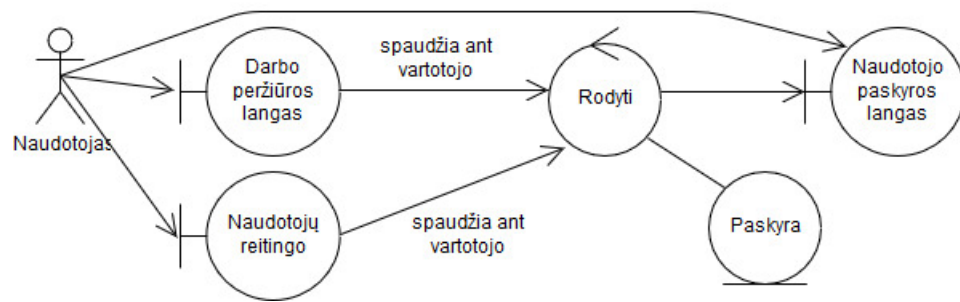 Naudotojas
Darbo
peržiūros
langas
spaudžia ant
vartotojo
Rodyti
Naudotojo
paskyros
langas
Naudotojų
reitingo
spaudžia ant
vartotojo
Paskyra